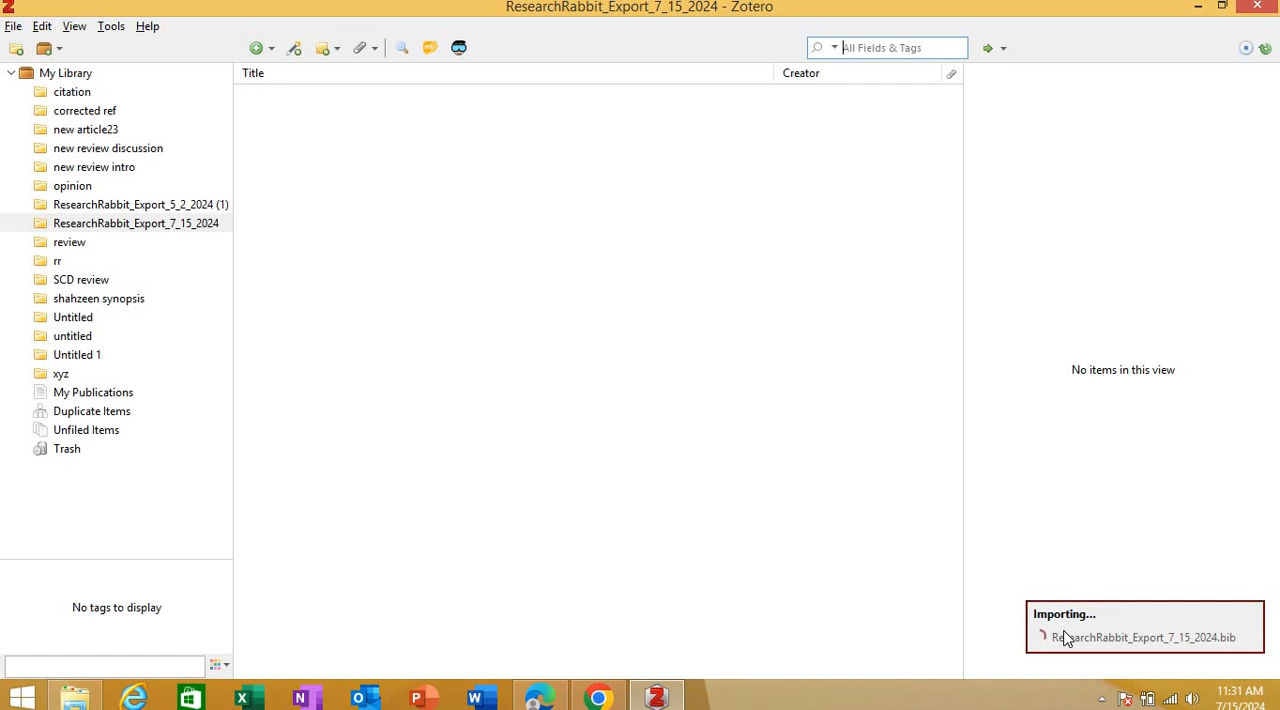 ResearchRabbit_Export_7_15_2024 - Zotero
File Edit View Tools Help
All Fields & Tags
My Library
citation
corrected ref
new article23
new review discussion
new review intro
opinion
ResearchRabbit_Export_5_2_2024 (1)
ResearchRabbit_Export_7_15_2024
review
rr
SCD review
shahzeen synopsis
Untitled
untitled
Untitled 1
xyz
My Publications
Duplicate Items
Unfiled Items
Trash
No tags to display
Title Creator
No items in this view
Importing...
ResearchRabbit_Export_7_15_2024.bib
11:31 AM
7/15/2024